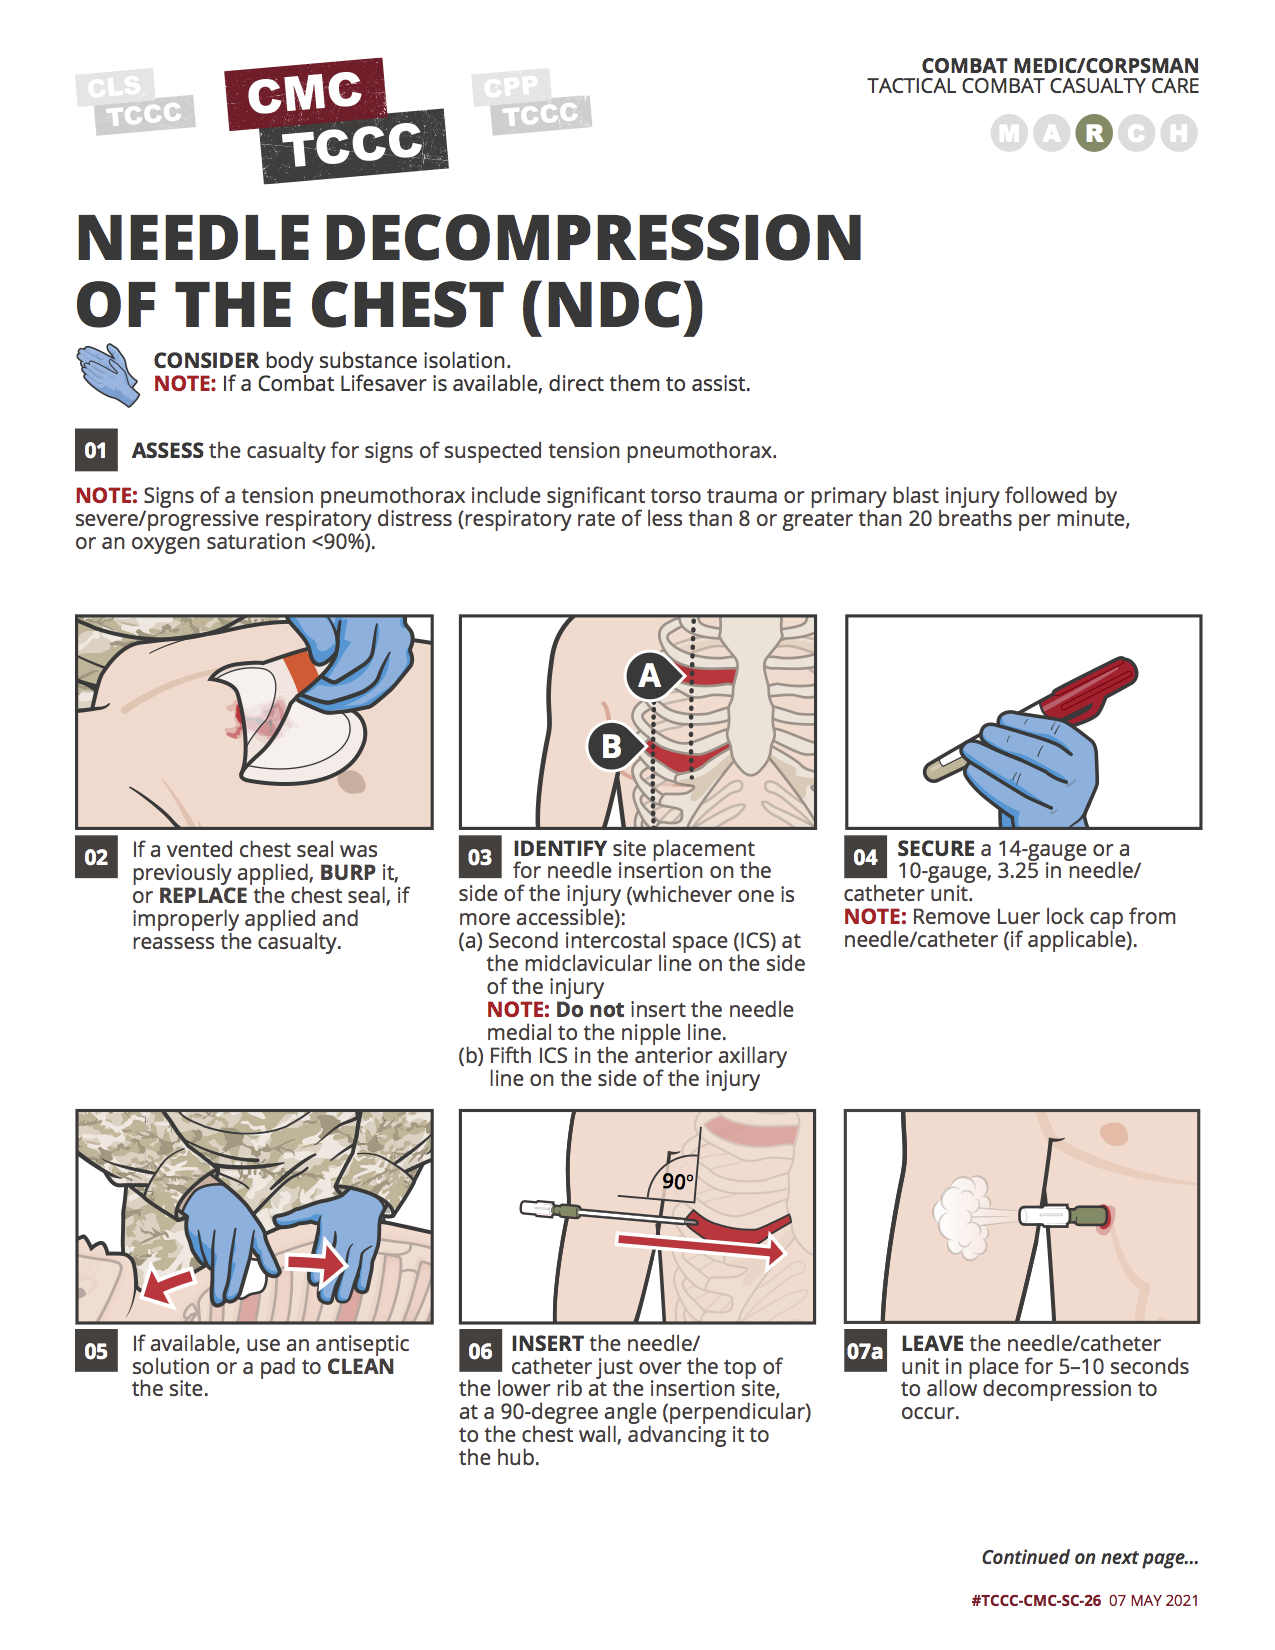 CLS
TCCC
CMC
TCCC
CPP
TCCC
COMBAT MEDIC/CORPSMAN
TACTICAL COMBAT CASUALTY CARE
M A R C H
NEEDLE DECOMPRESSION
OF THE CHEST (NDC)
CONSIDER body substance isolation.
NOTE: If a Combat Lifesaver is available, direct them to assist.
01 ASSESS the casualty for signs of suspected tension pneumothorax.
NOTE: Signs of a tension pneumothorax include significant torso trauma or primary blast injury followed by
severe/progressive respiratory distress (respiratory rate of less than 8 or greater than 20 breaths per minute,
or an oxygen saturation <90%).
02 If a vented chest seal was
previously applied, BURP it,
or REPLACE the chest seal, if
improperly applied and
reassess the casualty.
A
B
03 IDENTIFY site placement
for needle insertion on the
side of the injury (whichever one is
more accessible):
(a) Second intercostal space (ICS) at
the midclavicular line on the side
of the injury
NOTE: Do not insert the needle
medial to the nipple line.
(b) Fifth ICS in the anterior axillary
line on the side of the injury
04 SECURE a 14-gauge or a
10-gauge, 3.25 in needle/
catheter unit.
NOTE: Remove Luer lock cap from
needle/catheter (if applicable).
05 If available, use an antiseptic
solution or a pad to CLEAN
the site.
90°
06 INSERT the needle/
catheter just over the top of
the lower rib at the insertion site,
at a 90-degree angle (perpendicular)
to the chest wall, advancing it to
the hub.
07a LEAVE the needle/catheter
unit in place for 5–10 seconds
to allow decompression to
occur.
Continued on next page...
#TCCC-CMC-SC-26 07 MAY 2021